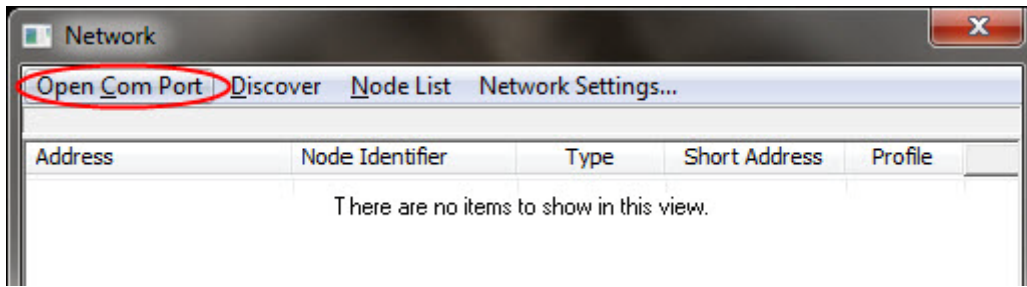 Network
Open Com Port Discover Node List Network Settings...
Address Node Identifier Type Short Address Profile
There are no items to show in this view.